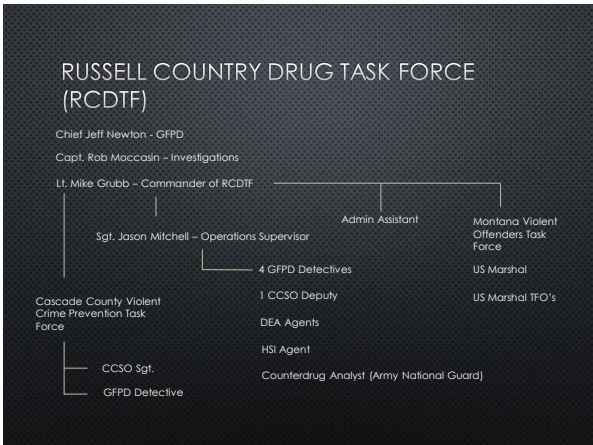 RUSSELL COUNTRY DRUG TASK FORCE
(RCDTF)
Chief Jeff Newton - GFPD
Capt. Rob Moccasin – Investigations
Lt. Mike Grubb – Commander of RCDTF
Admin Assistant
Montana Violent
Offenders Task
Force
Sgt. Jason Mitchell – Operations Supervisor
4 GFPD Detectives
US Marshal
1 CCSO Deputy
US Marshal TFO's
Cascade County Violent
Crime Prevention Task
Force
DEA Agents
HSI Agent
CCSO Sgt.
Counterdrug Analyst (Army National Guard)
GFPD Detective